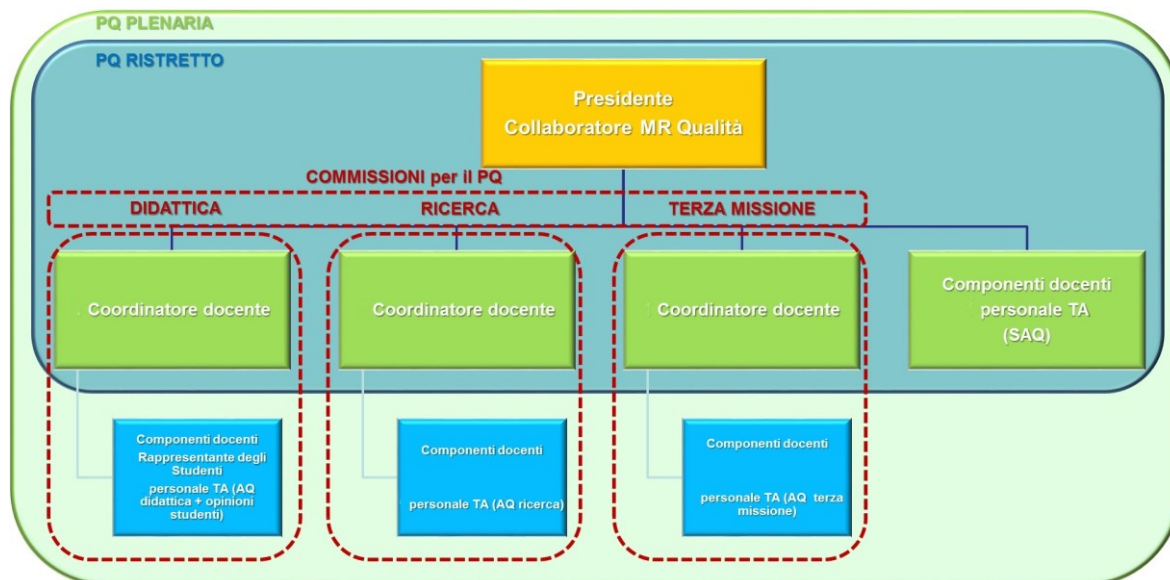 PQ PLENARIA
PQ RISTRETTO
Presidente
Collaboratore MR Qualità
COMMISSIONI per il PQ
DIDATTICA
RICERCA
TERZA MISSIONE
Coordinatore docente
Coordinatore docente
Coordinatore docente
Componenti docenti
personale TA
(SAQ)
Componenti docenti
Rappresentante degli
Studenti
personale TA (AQ
didattica + opinioni
studenti)
Componenti docenti
personale TA (AQ ricerca)
Componenti docenti
personale TA (AQ terza
missione)